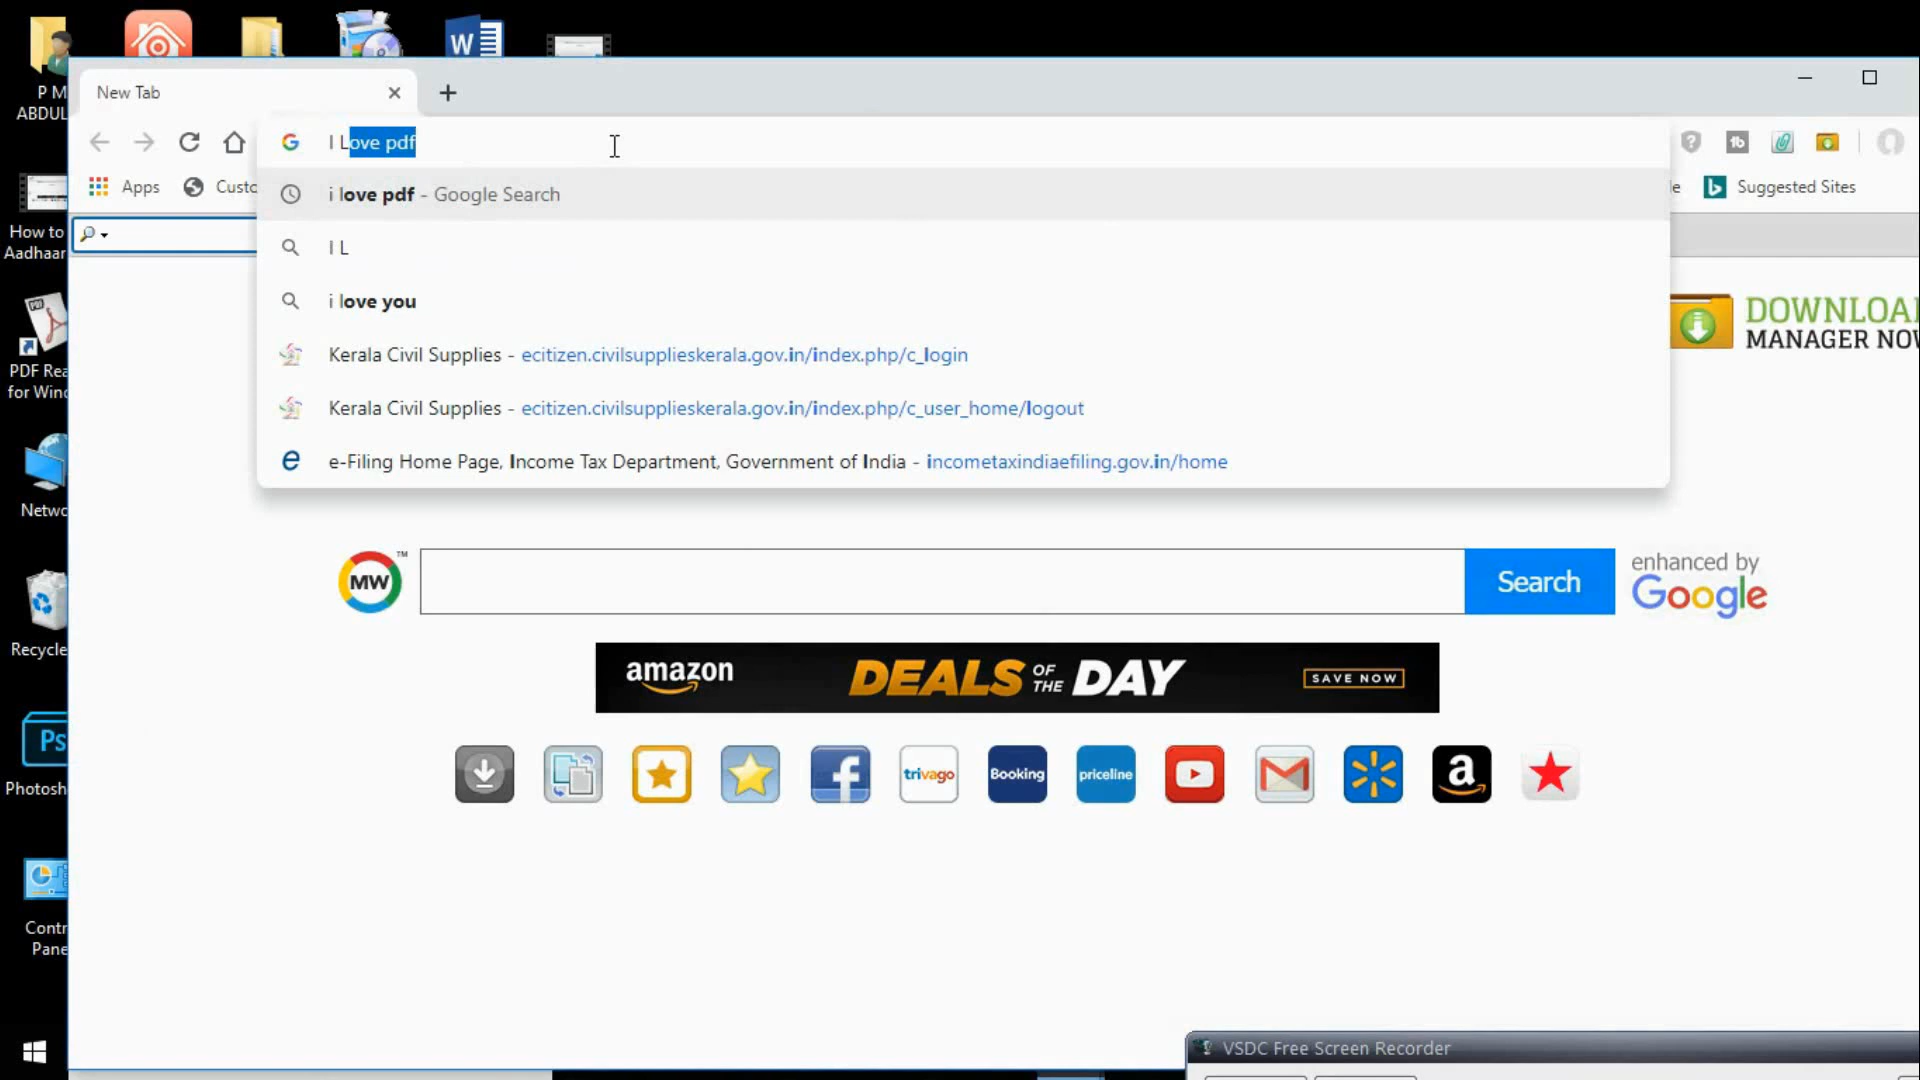 W
P M
ABDUL
New Tab
I Love pdf
Apps
Custo
Suggested Sites
i love pdf - Google Search
I L
i love you
Kerala Civil Supplies - ecitizen.civilsupplieskerala.gov.in/index.php/c_login
Kerala Civil Supplies - ecitizen.civilsupplieskerala.gov.in/index.php/c_user_home/logout
e-Filing Home Page, Income Tax Department, Government of India - incometaxindiaefiling.gov.in/home
How to
Aadhaar
DOWNLOA
MANAGER NOW
PDF Rea
for Wind
Netwo
MW™
Search
enhanced by
Google
Recycle
amazon
DEALS OF THE DAY
SAVE NOW
Ps
Photosh
trivago
Booking
priceline
Contr
Pane
VSDC Free Screen Recorder